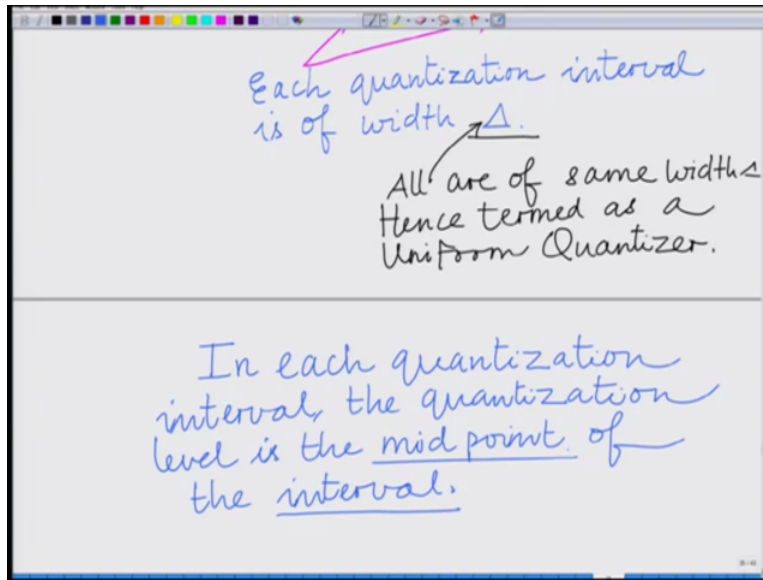 Each quantization interval
is of width Δ.
All are of same width Δ
Hence termed as a
Uniform Quantizer.
In each quantization
interval, the quantization
level is the mid point of
the interval.